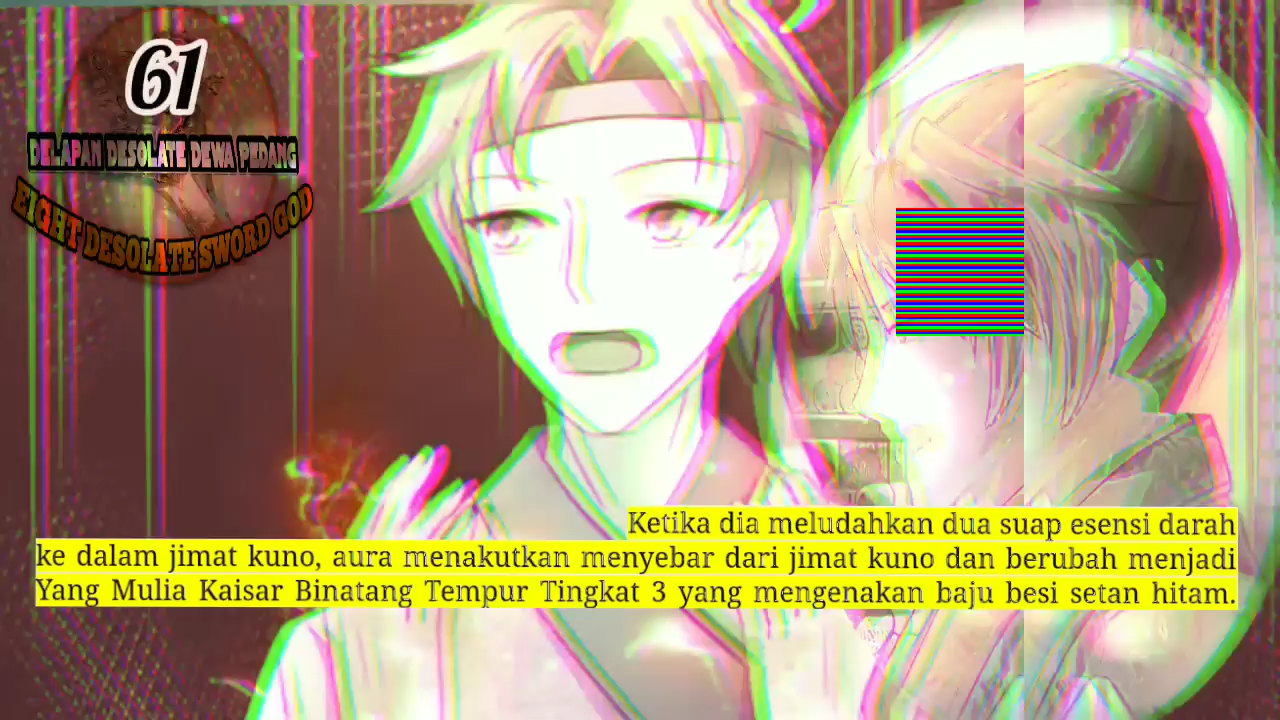 61
DELAPAN DESOLATE DEWA PEDANG
EIGHT DESOLATE SWORD GOD
Ketika dia meludahkan dua suap esensi darah
ke dalam jimat kuno, aura menakutkan menyebar dari jimat kuno dan berubah menjadi
Yang Mulia Kaisar Binatang Tempur Tingkat 3 yang mengenakan baju besi setan hitam.